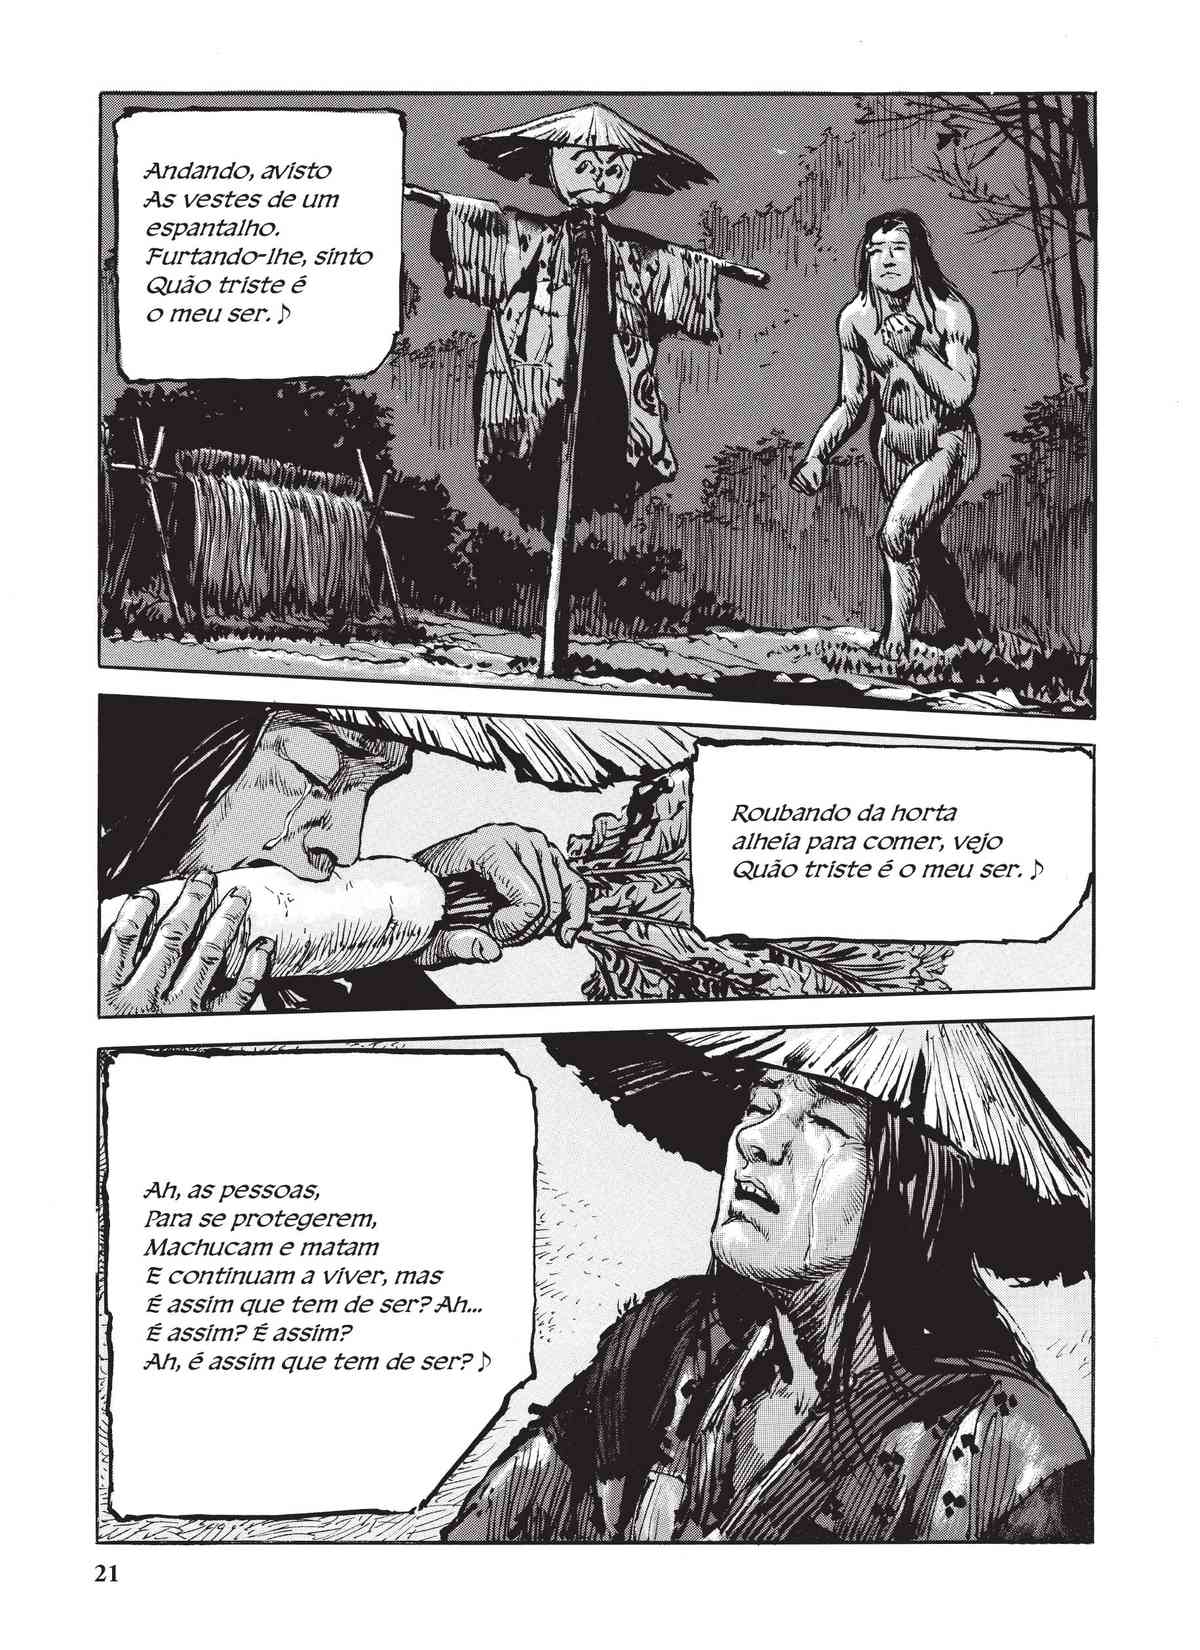 Andando, avisto
As vestes de um
espantalho.
Furtando-lhe, sinto
Quão triste é
o meu ser. ♪
Roubando da horta
alheia para comer, vejo
Quão triste é o meu ser. ♪
Ah, as pessoas,
Para se protegerem,
Machucam e matam
E continuam a viver, mas
É assim que tem de ser? Ah...
É assim? É assim?
Ah, é assim que tem de ser? ♪
21